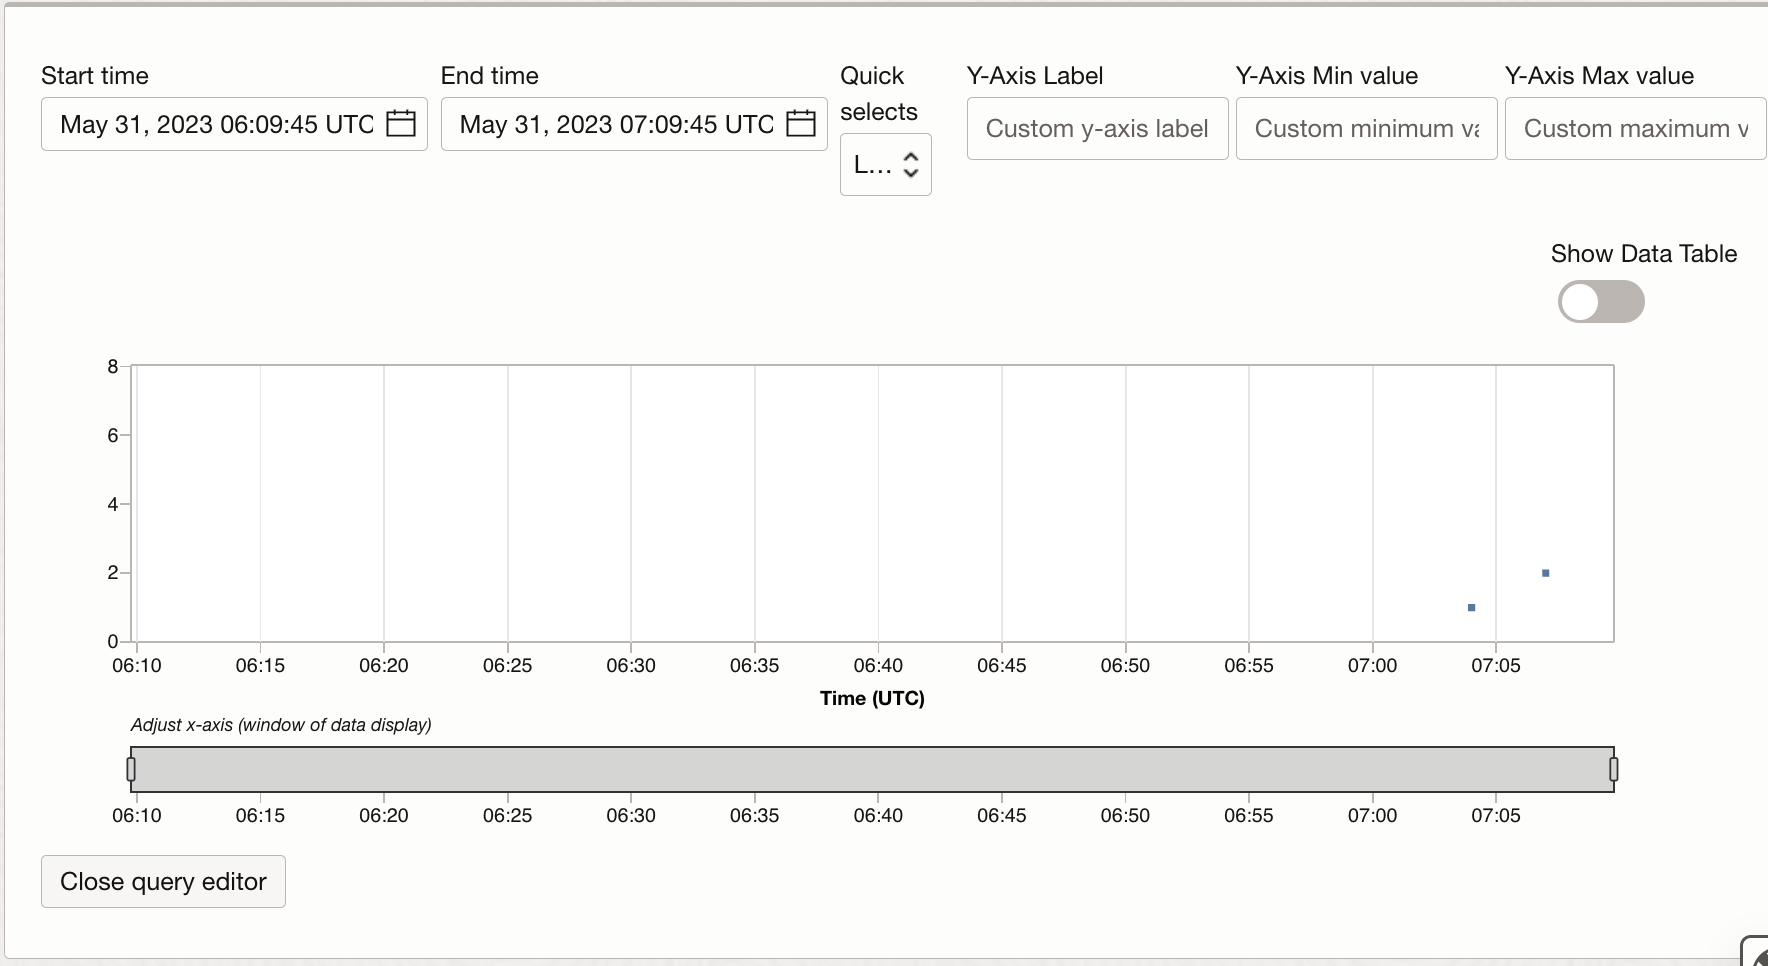 Start time
May 31, 2023 06:09:45 UTC
End time
May 31, 2023 07:09:45 UTC
Quick
selects
L...
Y-Axis Label
Custom y-axis label
Y-Axis Min value
Custom minimum va
Y-Axis Max value
Custom maximum v
Show Data Table
8
6
4
2
0
06:10 06:15 06:20 06:25 06:30 06:35 06:40 06:45 06:50 06:55 07:00 07:05
Time (UTC)
Adjust x-axis (window of data display)
06:10 06:15 06:20 06:25 06:30 06:35 06:40 06:45 06:50 06:55 07:00 07:05
Close query editor